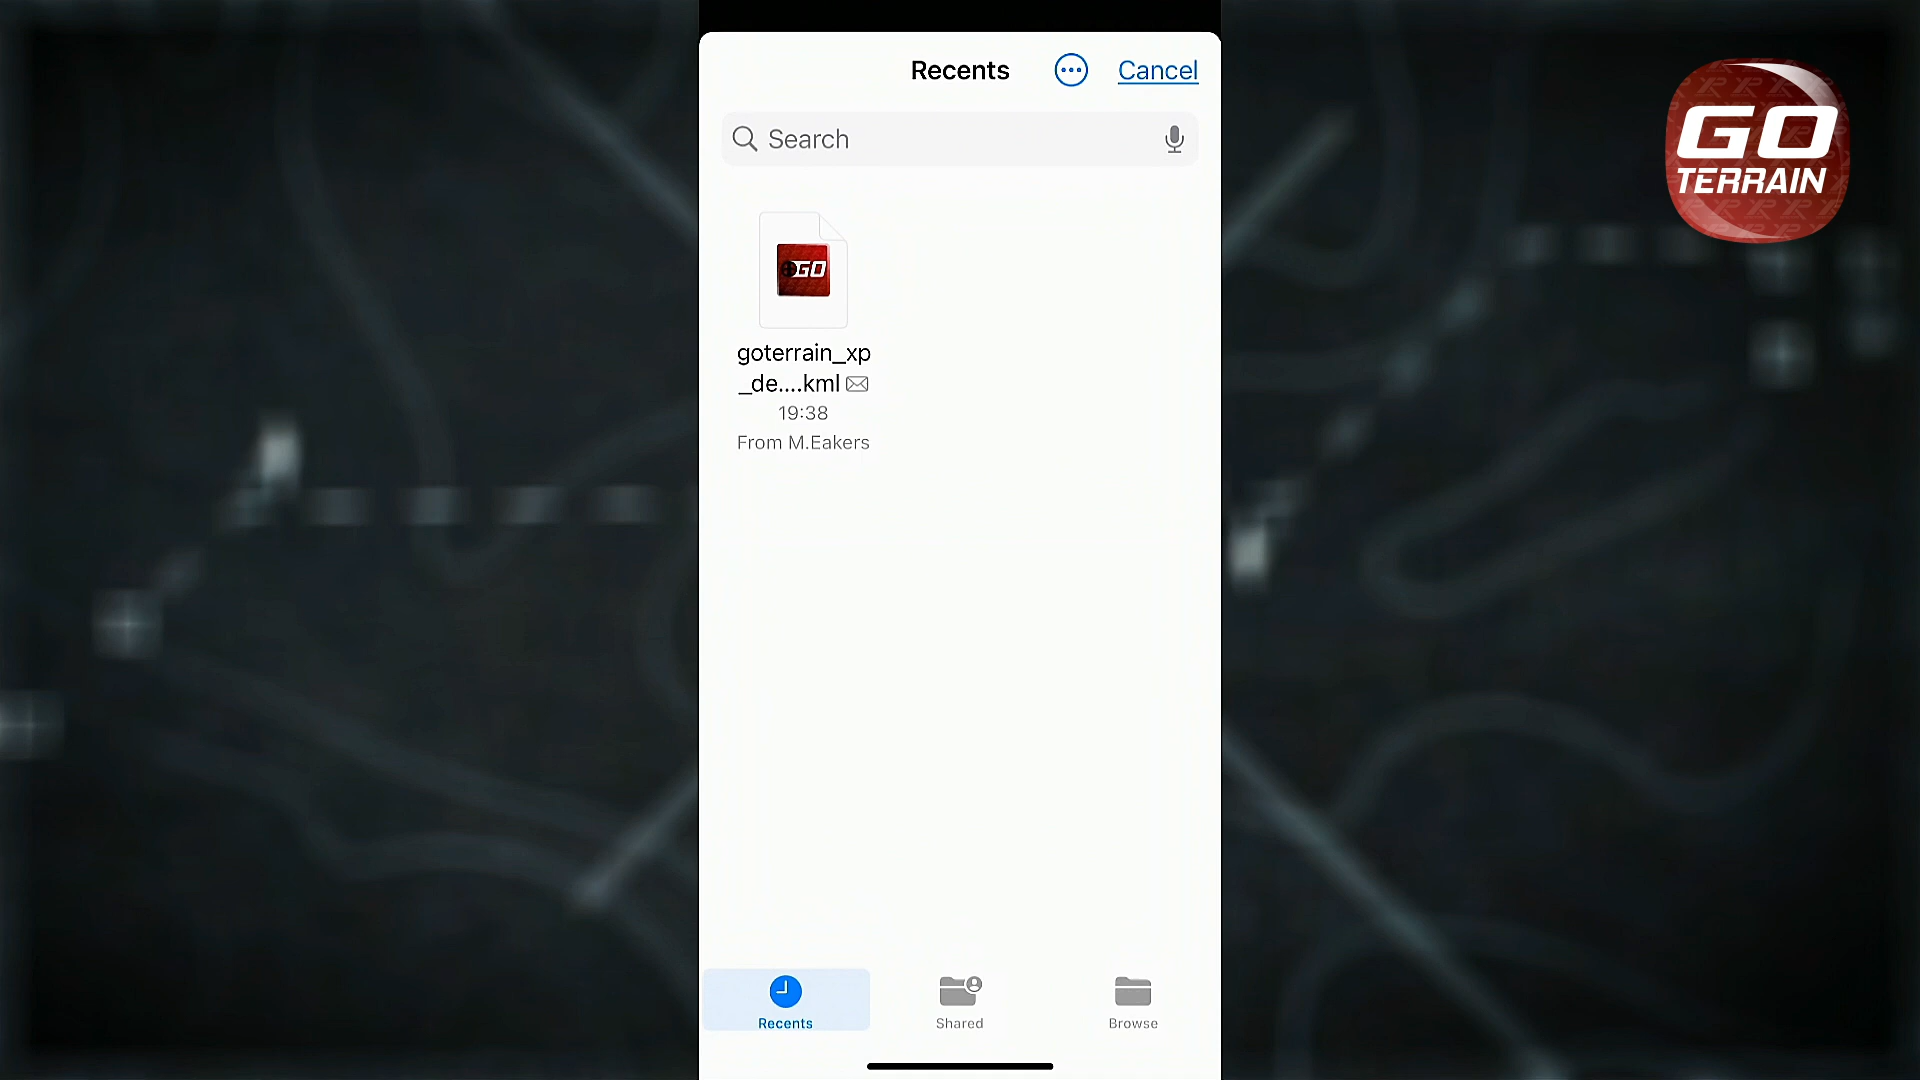 Recents
Cancel
Search
GO
TERRAIN
GO
goterrain_xp
_de....kml
19:38
From M.Eakers
Recents
Shared
Browse